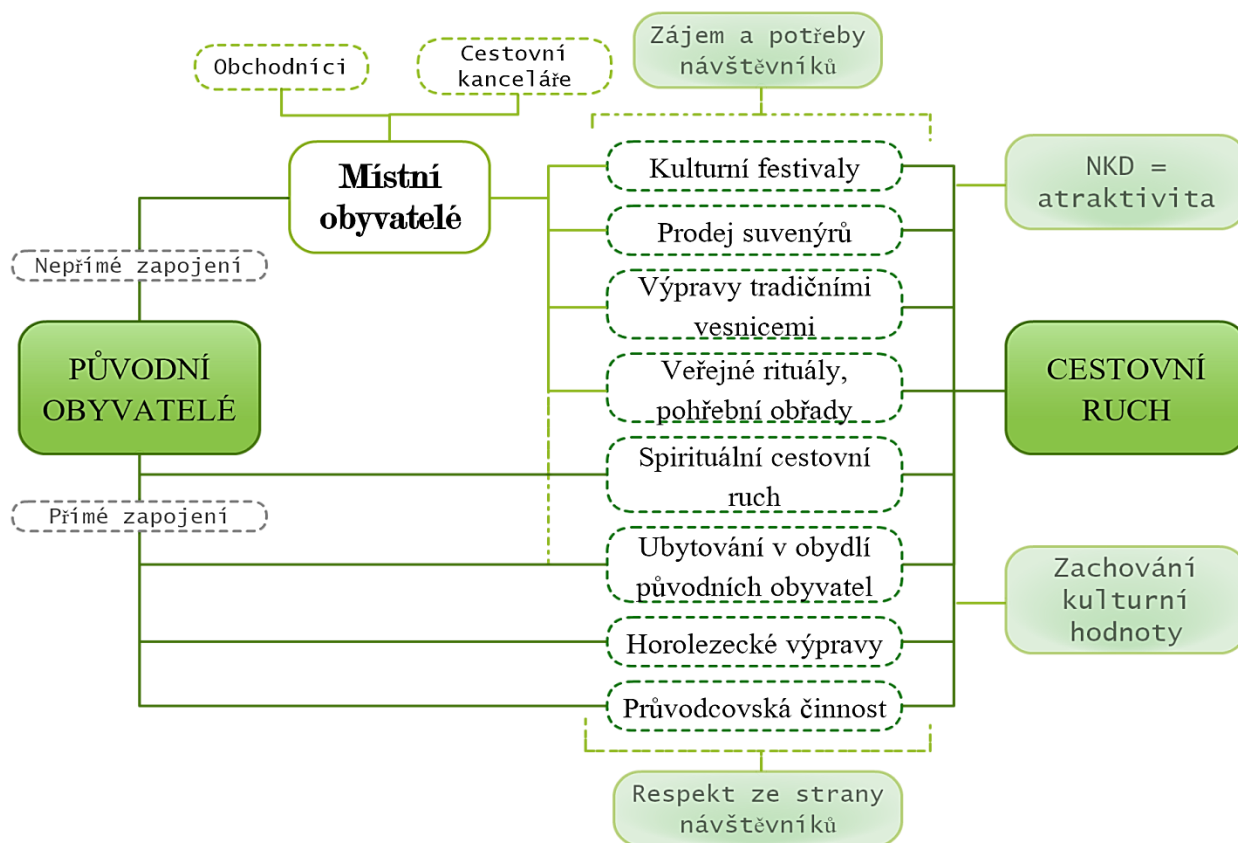 Zájem a potřeby
návštěvníků
Obchodníci
Cestovní
kanceláře
Místní
obyvatelé
Kulturní festivaly
NKD =
atraktivita
Prodej suvenýrů
Nepřímé zapojení
Výpravy tradičními
vesnicemi
PŮVODNÍ
OBYVATELÉ
Veřejné rituály,
pohřební obřady
CESTOVNÍ
RUCH
Spirituální cestovní
ruch
Přímé zapojení
Ubytování v obydlí
původních obyvatel
Zachování
kulturní
hodnoty
Horolezecké výpravy
Průvodcovská činnost
Respekt ze strany
návštěvníků